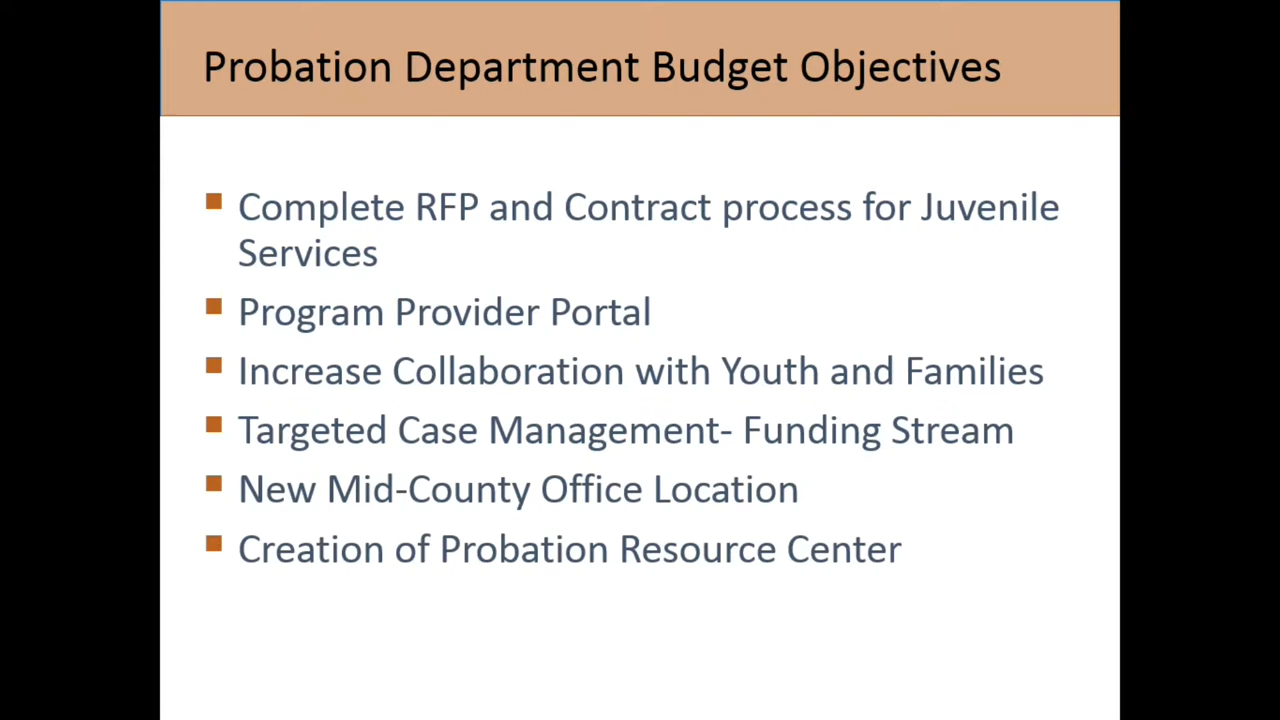 Probation Department Budget Objectives
Complete RFP and Contract process for Juvenile
Services
Program Provider Portal
Increase Collaboration with Youth and Families
Targeted Case Management- Funding Stream
New Mid-County Office Location
Creation of Probation Resource Center